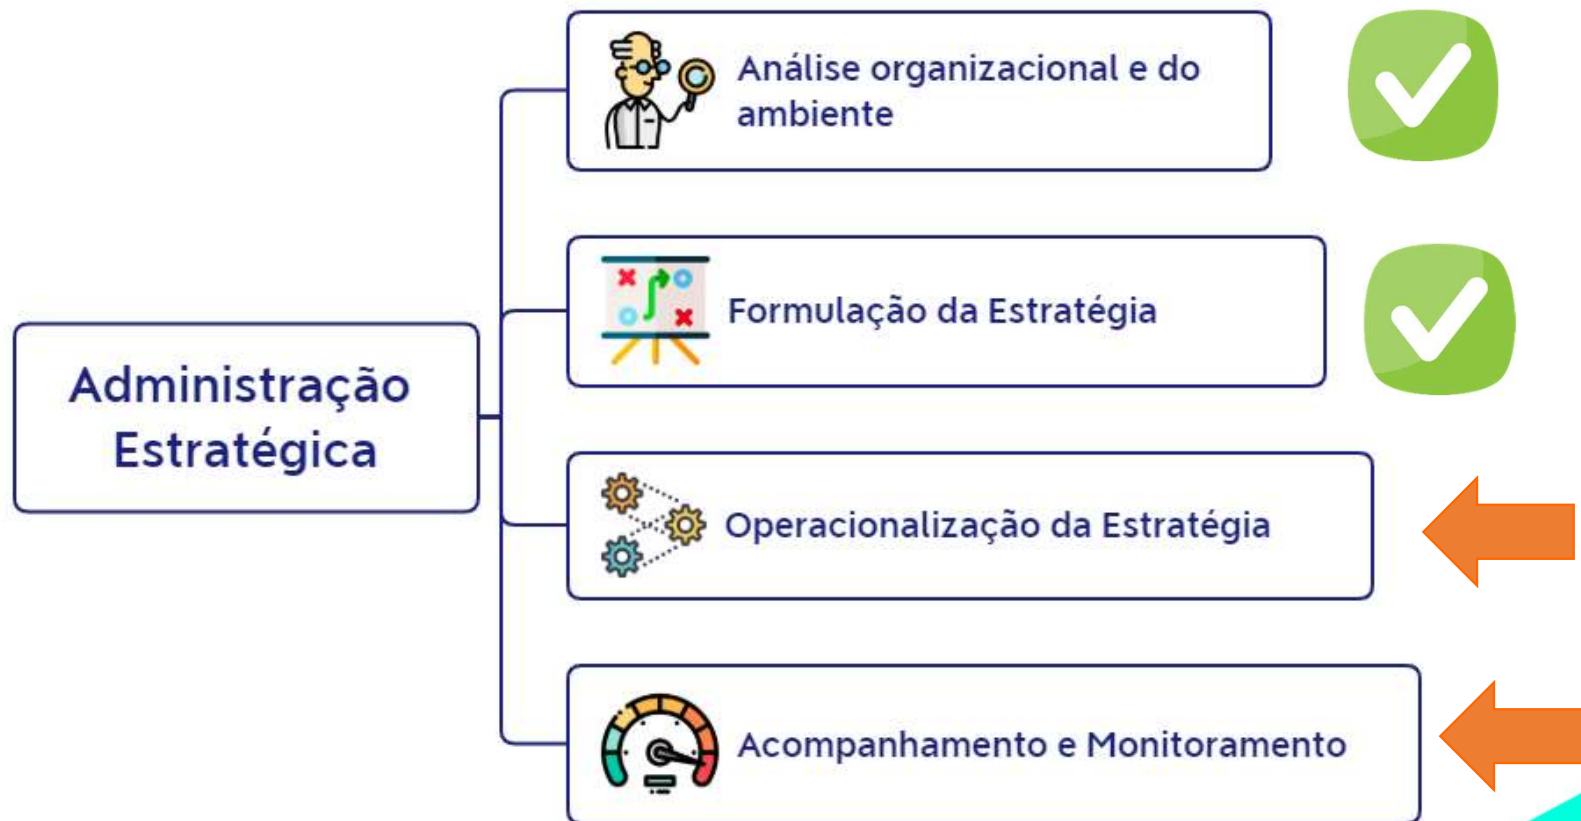 Análise organizacional e do
ambiente
Formulação da Estratégia
Administração
Estratégica
Operacionalização da Estratégia
Acompanhamento e Monitoramento